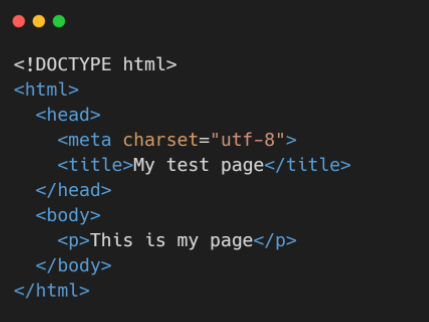 <!DOCTYPE html>
<html>
  <head>
    <meta charset="utf-8">
    <title>My test page</title>
  </head>
  <body>
    <p>This is my page</p>
  </body>
</html>